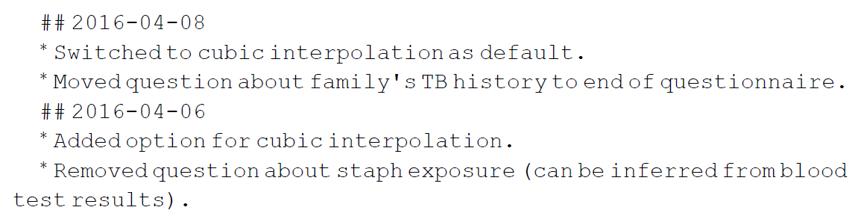 ## 2016-04-08
* Switched to cubic interpolation as default.
* Moved question about family's TB history to end of questionnaire.
## 2016-04-06
* Added option for cubic interpolation.
* Removed question about staph exposure (can be inferred from blood
test results).